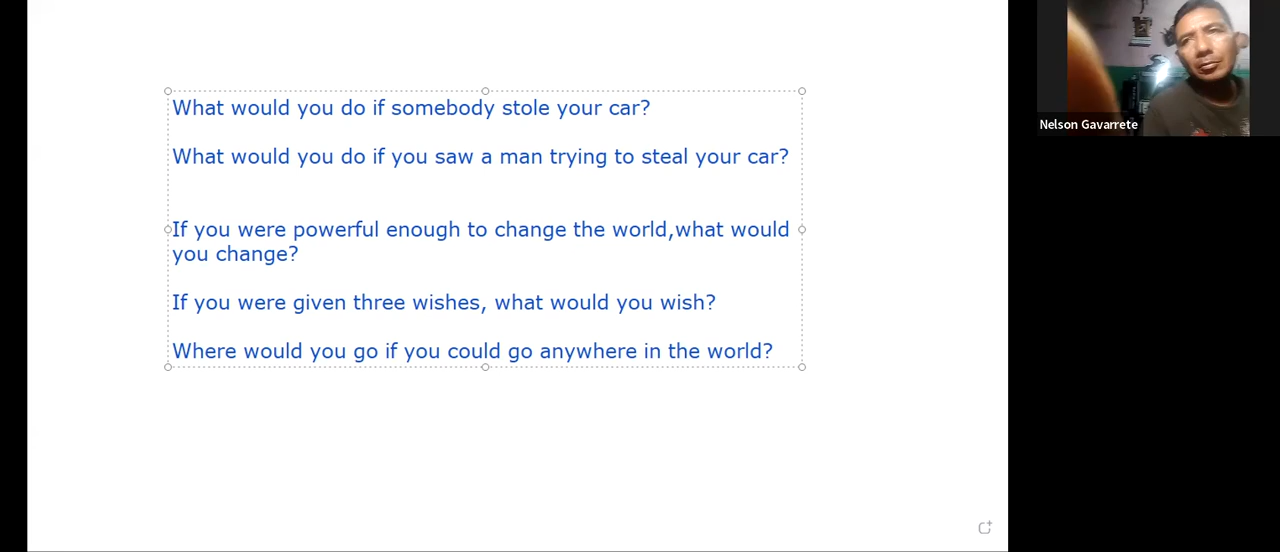 What would you do if somebody stole your car?
What would you do if you saw a man trying to steal your car?
If you were powerful enough to change the world,what would
you change?
If you were given three wishes, what would you wish?
Where would you go if you could go anywhere in the world?
Nelson Gavarrete